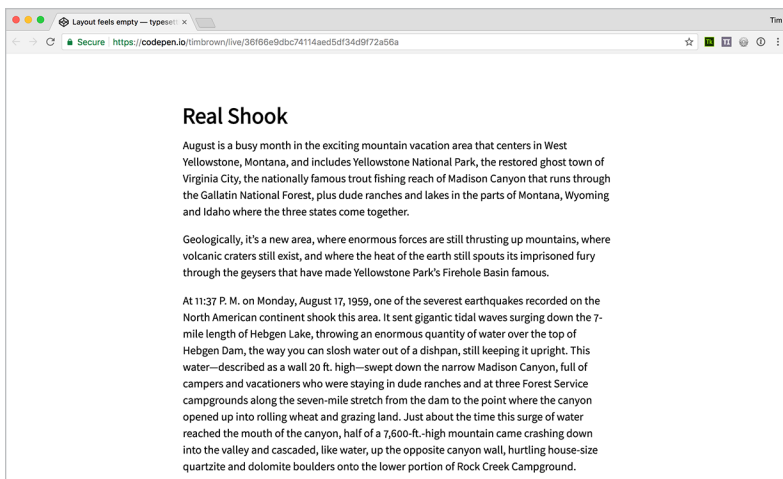 Layout feels empty — typesett
Tim
Secure | https://codepen.io/timbrown/live/36f66e9dbc74114aed5df34d9f72a56a
Tk
TI
Real Shook
August is a busy month in the exciting mountain vacation area that centers in West
Yellowstone, Montana, and includes Yellowstone National Park, the restored ghost town of
Virginia City, the nationally famous trout fishing reach of Madison Canyon that runs through
the Gallatin National Forest, plus dude ranches and lakes in the parts of Montana, Wyoming
and Idaho where the three states come together.
Geologically, it’s a new area, where enormous forces are still thrusting up mountains, where
volcanic craters still exist, and where the heat of the earth still spouts its imprisoned fury
through the geysers that have made Yellowstone Park’s Firehole Basin famous.
At 11:37 P. M. on Monday, August 17, 1959, one of the severest earthquakes recorded on the
North American continent shook this area. It sent gigantic tidal waves surging down the 7-
mile length of Hebgen Lake, throwing an enormous quantity of water over the top of
Hebgen Dam, the way you can slosh water out of a dishpan, still keeping it upright. This
water—described as a wall 20 ft. high—swept down the narrow Madison Canyon, full of
campers and vacationers who were staying in dude ranches and at three Forest Service
campgrounds along the seven-mile stretch from the dam to the point where the canyon
opened up into rolling wheat and grazing land. Just about the time this surge of water
reached the mouth of the canyon, half of a 7,600-ft.-high mountain came crashing down
into the valley and cascaded, like water, up the opposite canyon wall, hurtling house-size
quartzite and dolomite boulders onto the lower portion of Rock Creek Campground.